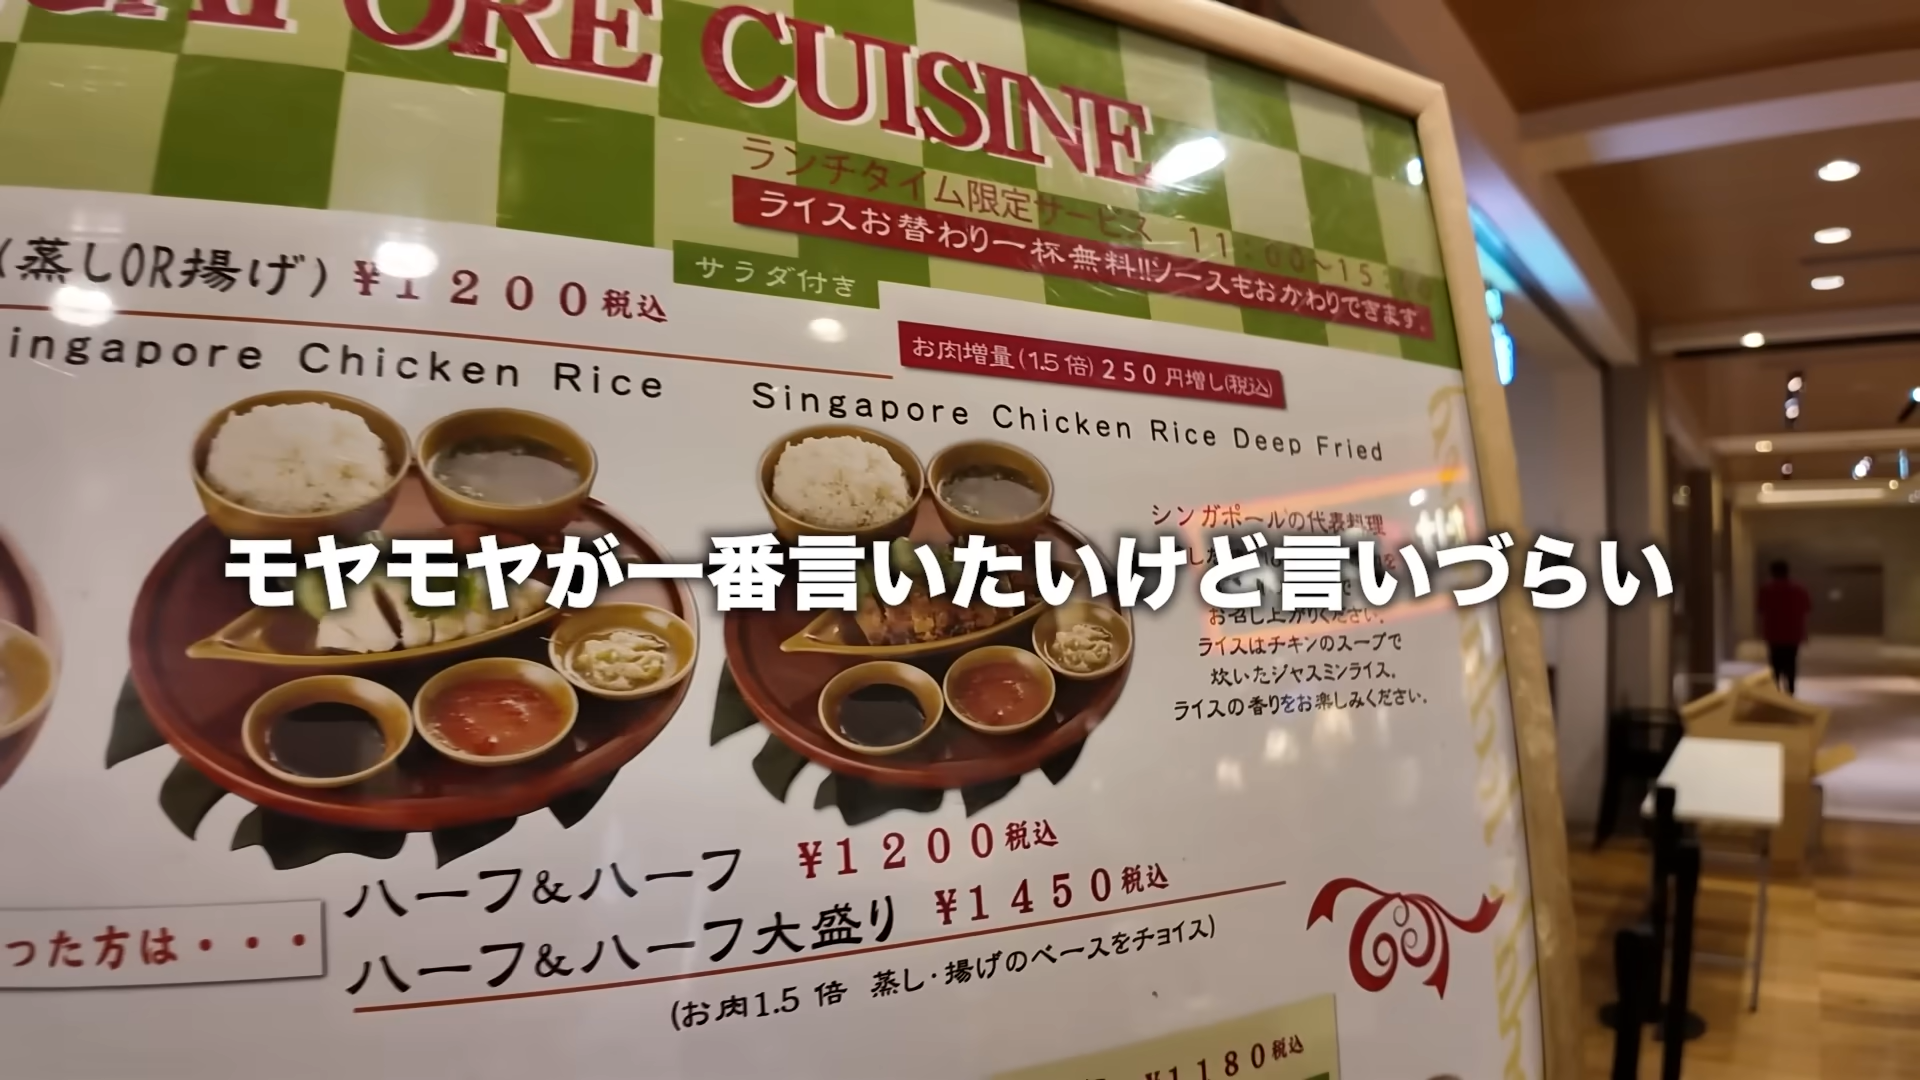 CUISINE
ランチタイム限定サービス 11:00~15:
ライスお替わり一杯無料!!ソースもおかわりできます。
サラダ付き
(蒸しOR揚げ) ¥1200税込
お肉増量(1.5倍)250円増し(税込)
ingapore Chicken Rice
Singapore Chicken Rice Deep Fried
シンガポールの代表料理
モヤモヤが一番言いたいけど言いづらい
お召し上がりください。
ライスはチキンのスープで
炊いたジャスミンライス。
ライスの香りをお楽しみください。
ハーフ&ハーフ ¥1200税込
った方は・・・
ハーフ&ハーフ大盛り ¥1450税込
(お肉1.5倍 蒸し・揚げのベースをチョイス)
¥1180税込